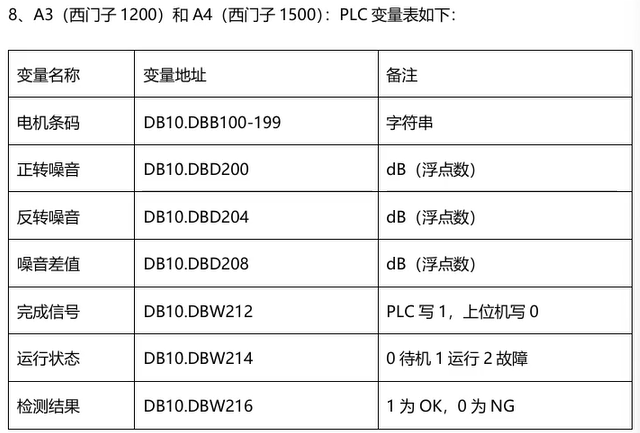 8、A3（西门子 1200）和 A4（西门子 1500）：PLC 变量表如下：
变量名称 变量地址 备注
电机条码 DB10.DBB100-199 字符串
正转噪音 DB10.DBD200 dB（浮点数）
反转噪音 DB10.DBD204 dB（浮点数）
噪音差值 DB10.DBD208 dB（浮点数）
完成信号 DB10.DBW212 PLC 写 1，上位机写 0
运行状态 DB10.DBW214 0 待机 1 运行 2 故障
检测结果 DB10.DBW216 1 为 OK，0 为 NG